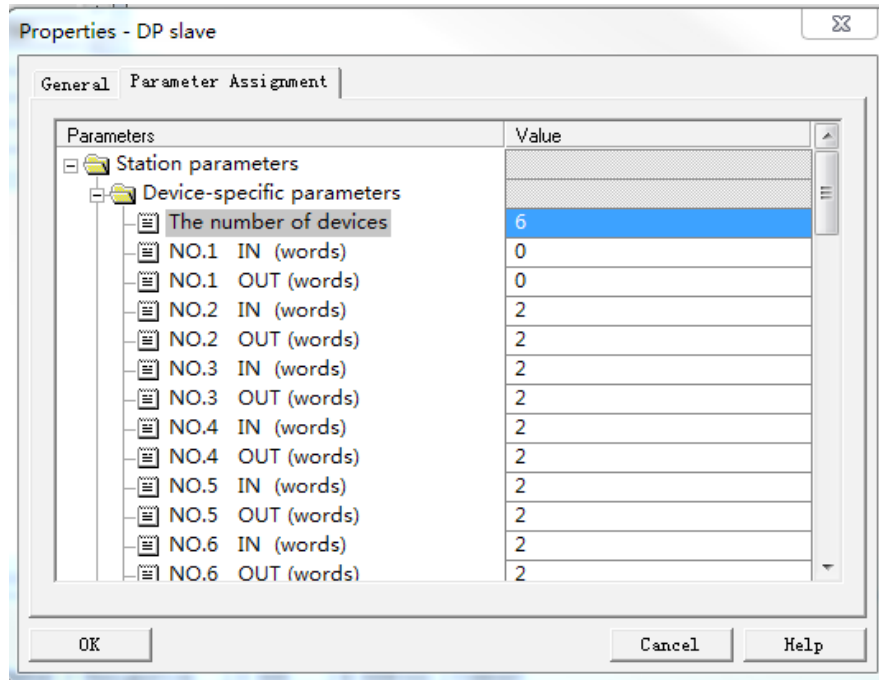 Properties - DP slave
General Parameter Assignment
Parameters Value
Station parameters
Device-specific parameters
The number of devices 6
NO.1 IN (words) 0
NO.1 OUT (words) 0
NO.2 IN (words) 2
NO.2 OUT (words) 2
NO.3 IN (words) 2
NO.3 OUT (words) 2
NO.4 IN (words) 2
NO.4 OUT (words) 2
NO.5 IN (words) 2
NO.5 OUT (words) 2
NO.6 IN (words) 2
NO.6 OUT (words) 2
OK Cancel Help